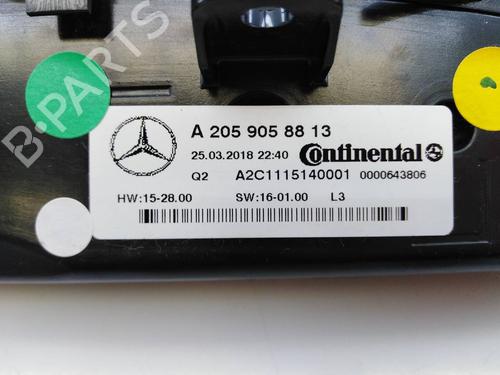 B-PARTS
A 205 905 88 13
25.03.2018 22:40 Continental
Q2 A2C1115140001 0000643806
HW:15-28.00 SW:16-01.00 L3